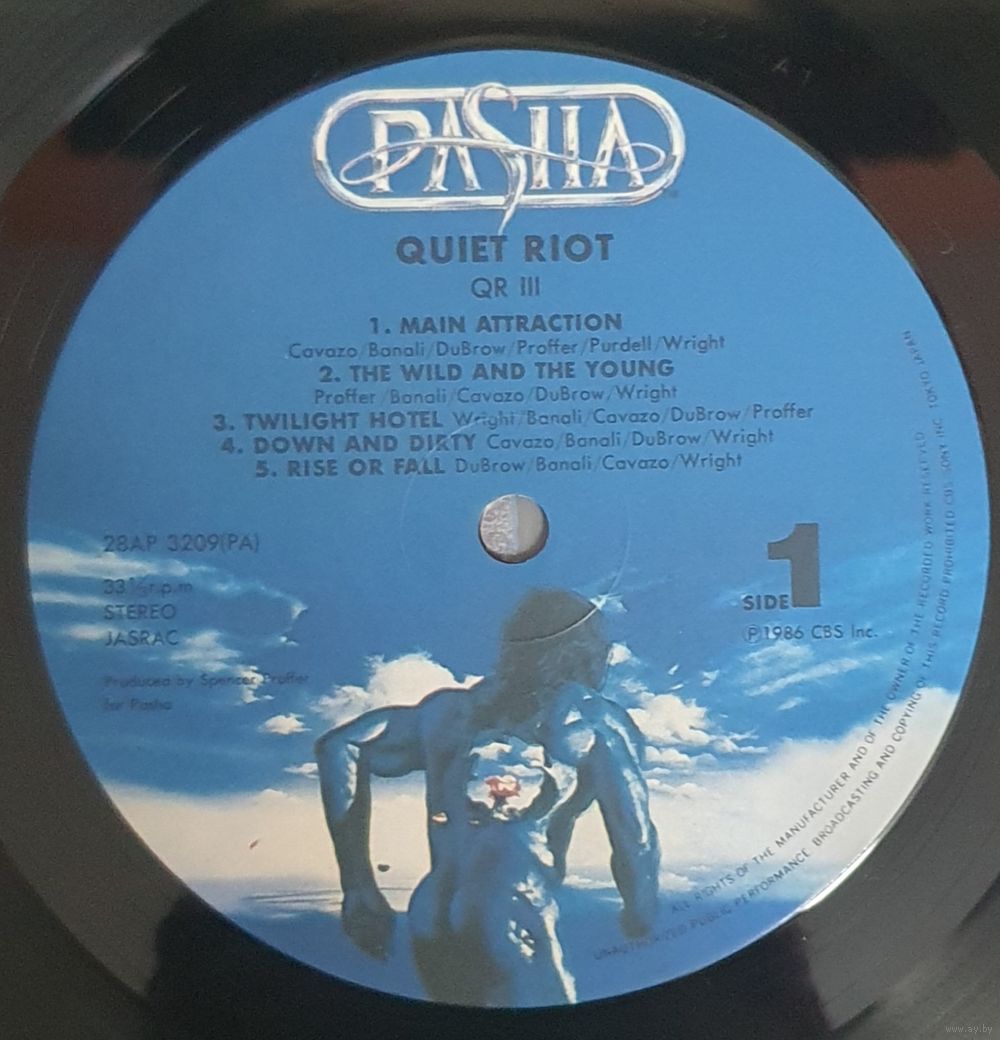 PASHA
QUIET RIOT
QR III
1. MAIN ATTRACTION
Cavazo/Banali/DuBrow/Proffer/Purdell/Wright
2. THE WILD AND THE YOUNG
Proffer/Banali/Cavazo/DuBrow/Wright
3. TWILIGHT HOTEL Wright/Banali/Cavazo/DuBrow/Proffer
4. DOWN AND DIRTY Cavazo/Banali/DuBrow/Wright
5. RISE OR FALL DuBrow/Banali/Cavazo/Wright
28AP 3209(PA)
33⅓r.p.m
STEREO
JASRAC
Produced by Spencer Proffer
for Pasha
SIDE 1
Ⓟ1986 CBS Inc.
ALL RIGHTS OF THE MANUFACTURER AND OF THE OWNER OF THE RECORDED WORK RESERVED
UNAUTHORIZED PUBLIC PERFORMANCE BROADCASTING AND COPYING OF THIS RECORD PROHIBITED CBS/SONY INC. TOKYO JAPAN
www.ay.by